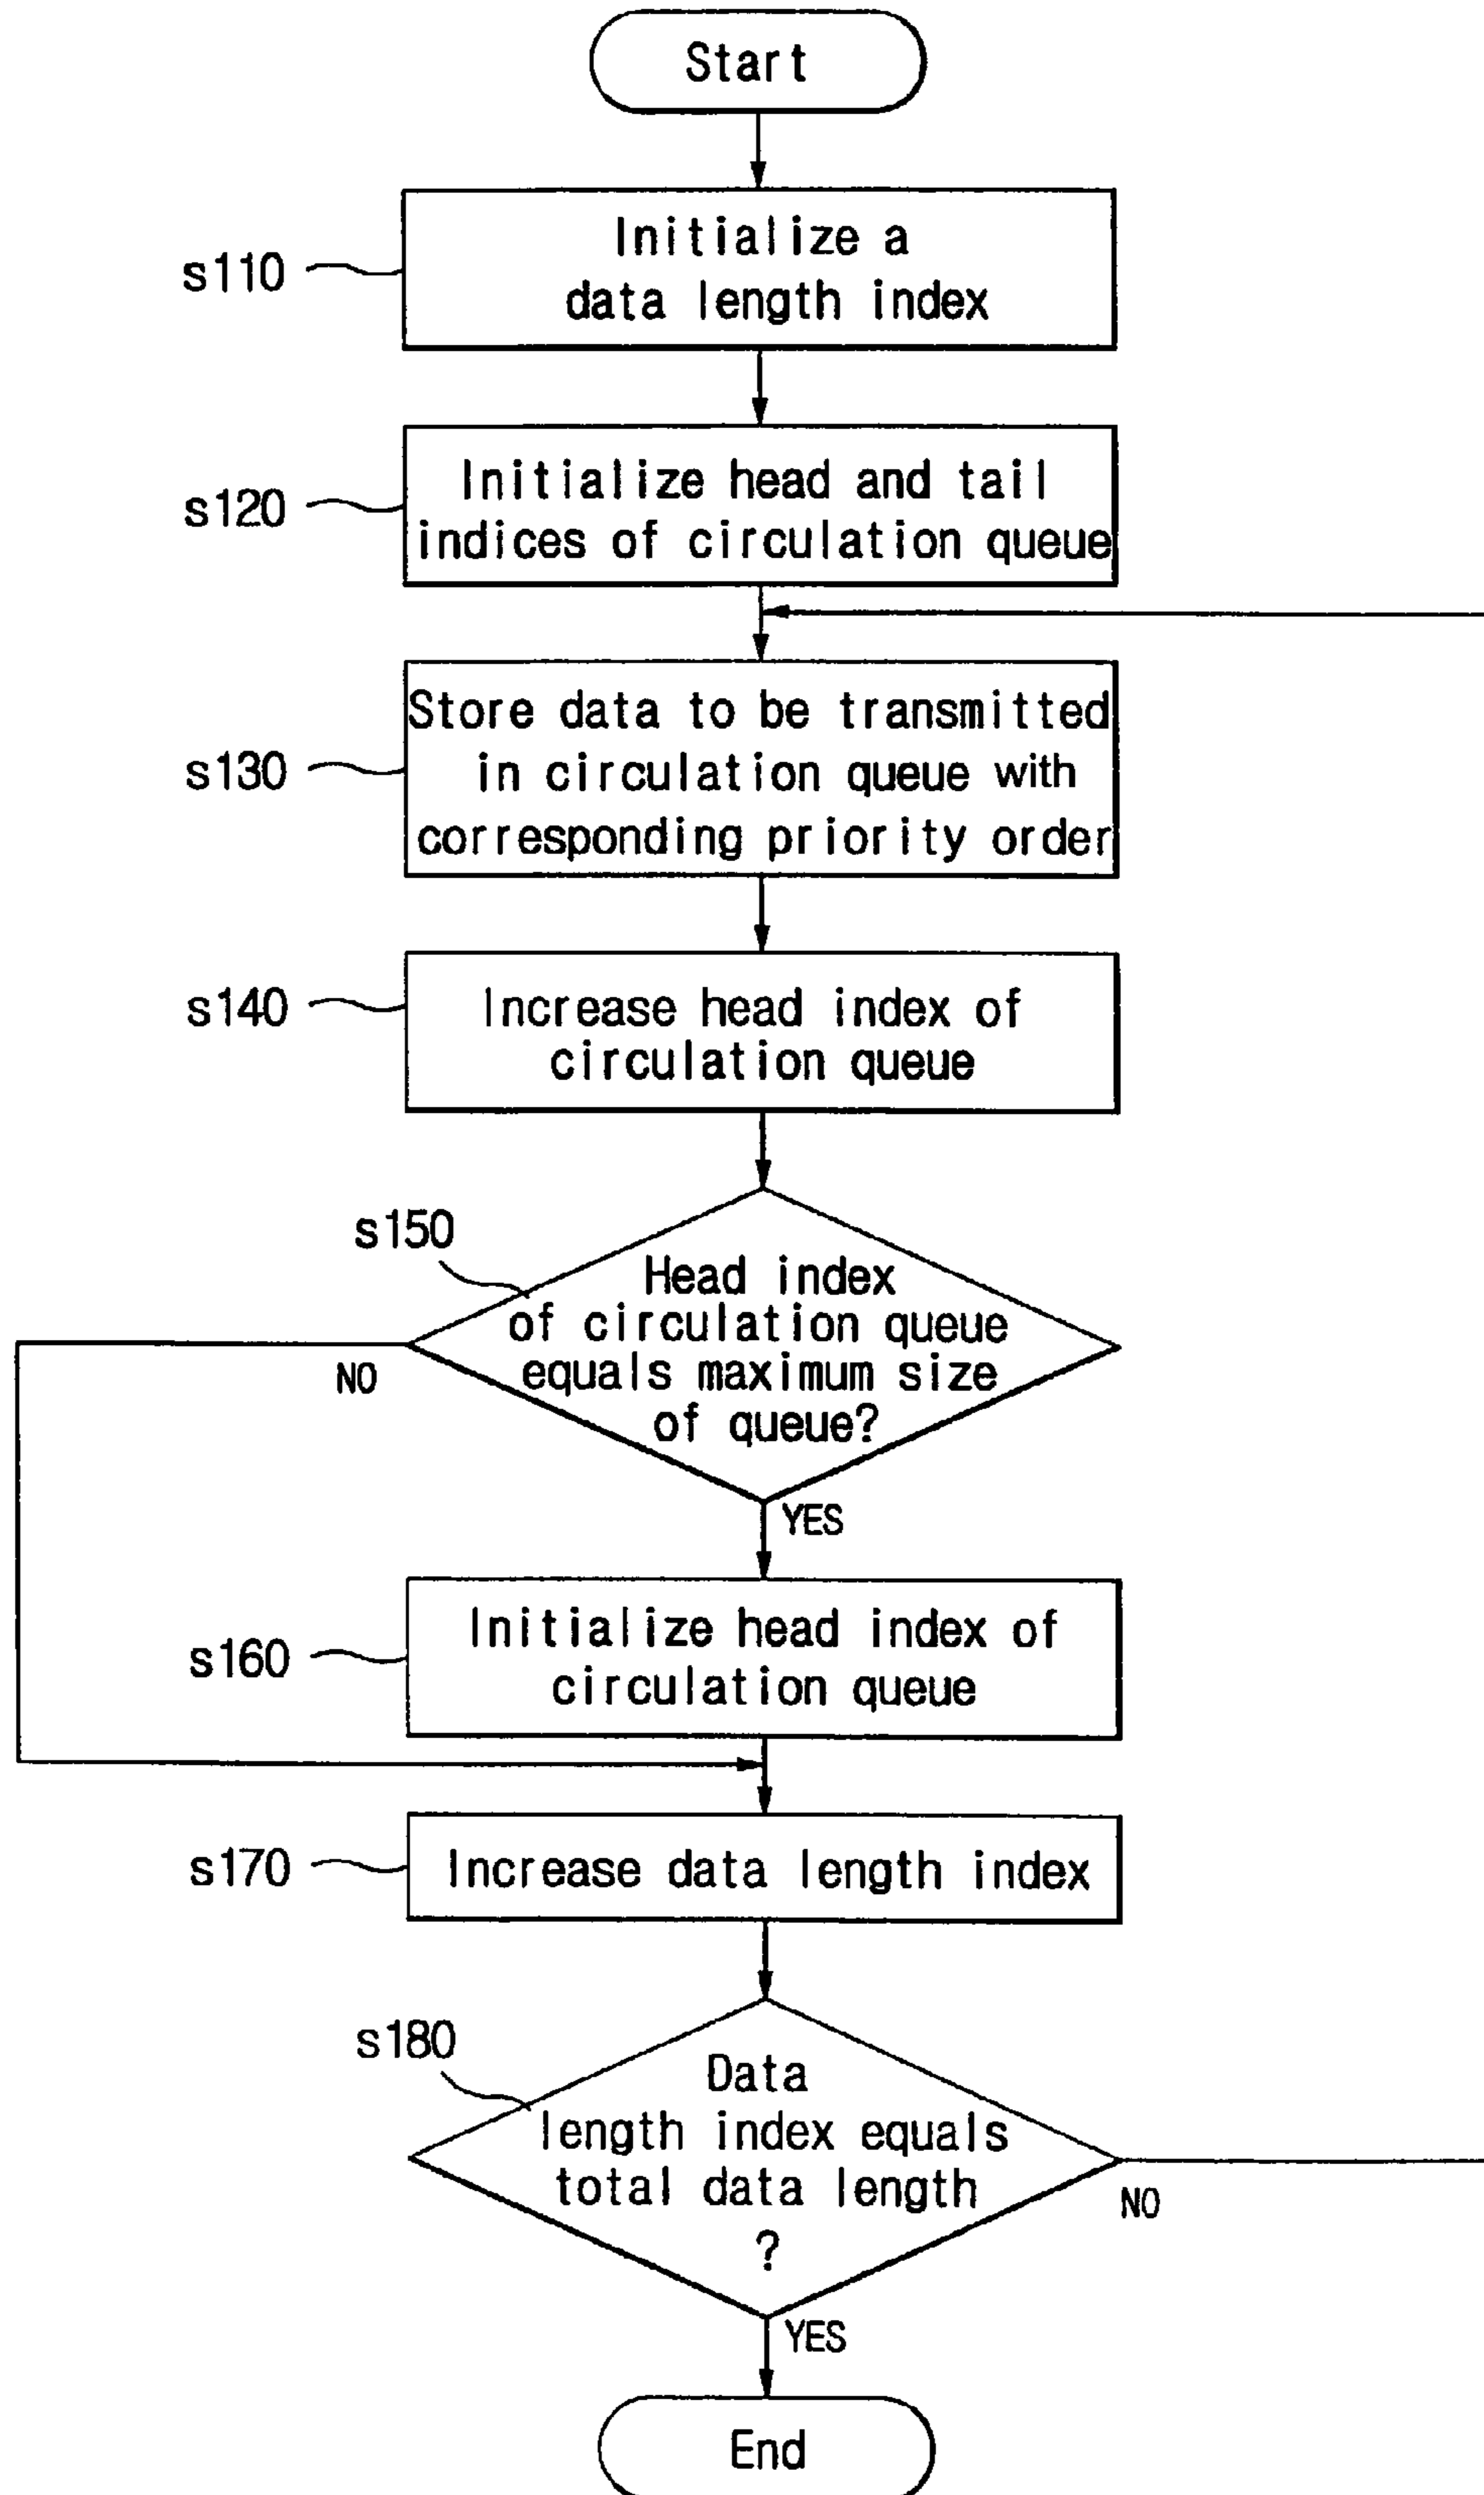 Start
s110
Initialize a
data length index
s120
Initialize head and tail
indices of circulation queue
s130
Store data to be transmitted
in circulation queue with
corresponding priority order
s140
Increase head index of
circulation queue
s150
Head index
of circulation queue
equals maximum size
of queue?
NO
YES
s160
Initialize head index of
circulation queue
s170
Increase data length index
s180
Data
length index equals
total data length
?
NO
YES
End